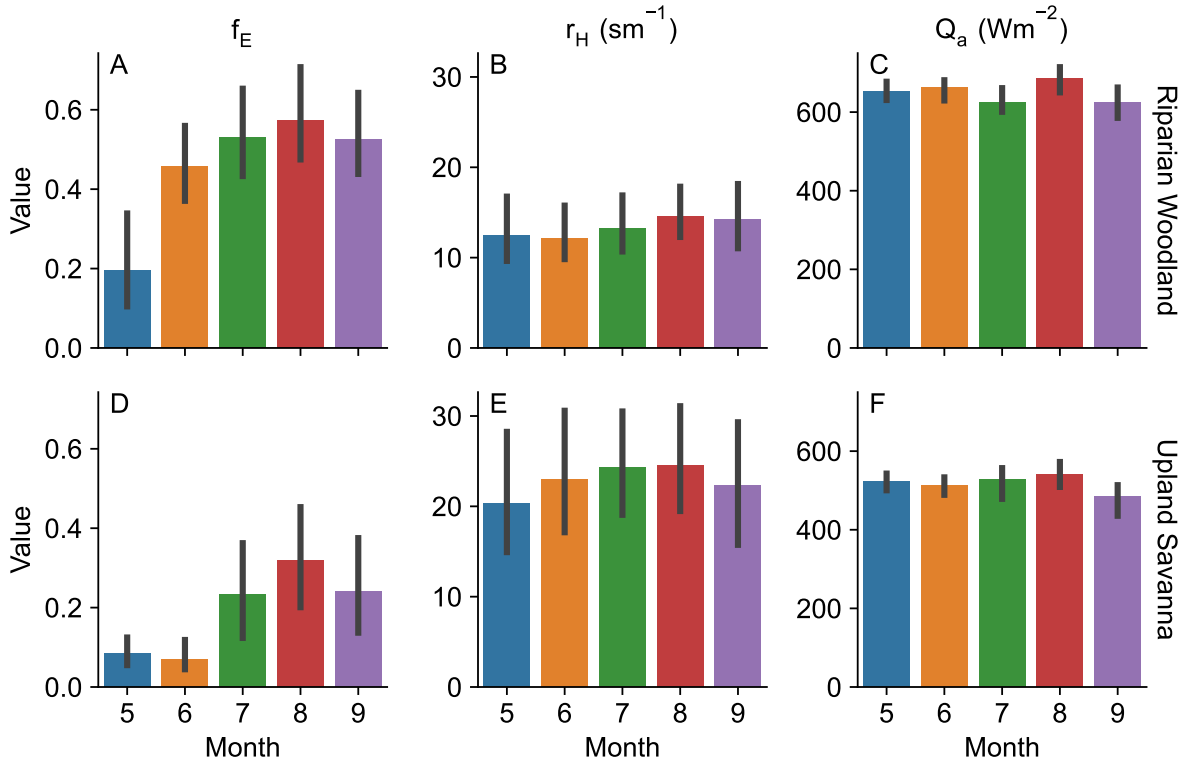 f_E
r_H (sm⁻¹)
Q_a (Wm⁻²)
A
Value
0.6
0.4
0.2
0.0
B
30
20
10
0
C
600
400
200
0
Riparian Woodland
D
Value
0.6
0.4
0.2
0.0
5 6 7 8 9
Month
E
30
20
10
0
5 6 7 8 9
Month
F
600
400
200
0
5 6 7 8 9
Month
Upland Savanna